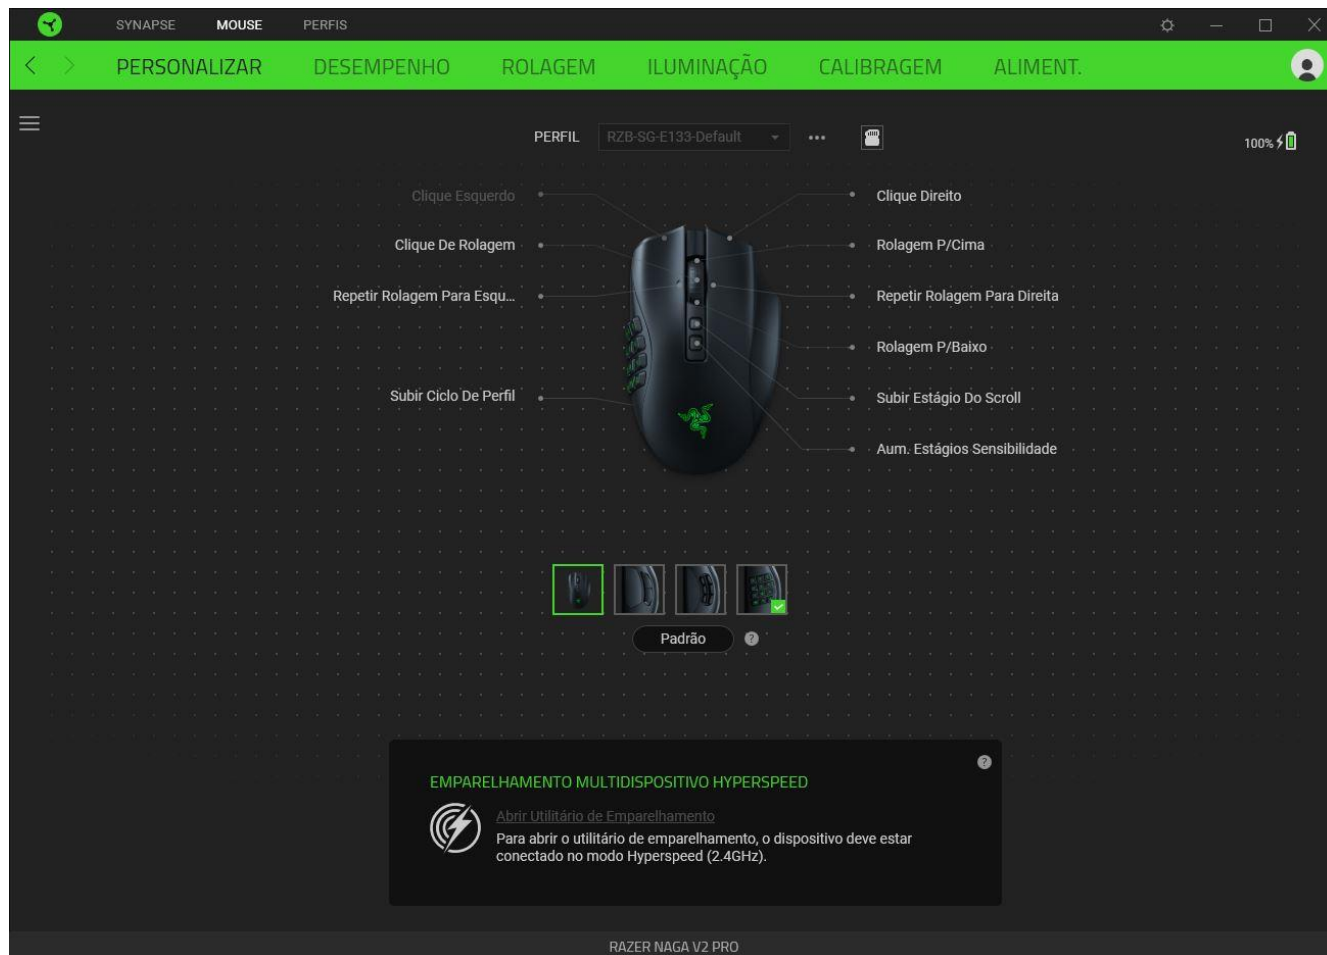 SYNAPSE MOUSE PERFIS
PERSONALIZAR DESEMPENHO ROLAGEM ILUMINAÇÃO CALIBRAGEM ALIMENT.
PERFIL RZB-SG-E133-Default
100%
Clique Esquerdo Clique Direito
Clique De Rolagem Rolagem P/Cima
Repetir Rolagem Para Esqu... Repetir Rolagem Para Direita
Rolagem P/Baixo
Subir Ciclo De Perfil Subir Estágio Do Scroll
Aum. Estágios Sensibilidade
Padrão ?
?
EMPARELHAMENTO MULTIDISPOSITIVO HYPERSPEED
Abrir Utilitário de Emparelhamento
Para abrir o utilitário de emparelhamento, o dispositivo deve estar
conectado no modo Hyperspeed (2.4GHz).
RAZER NAGA V2 PRO